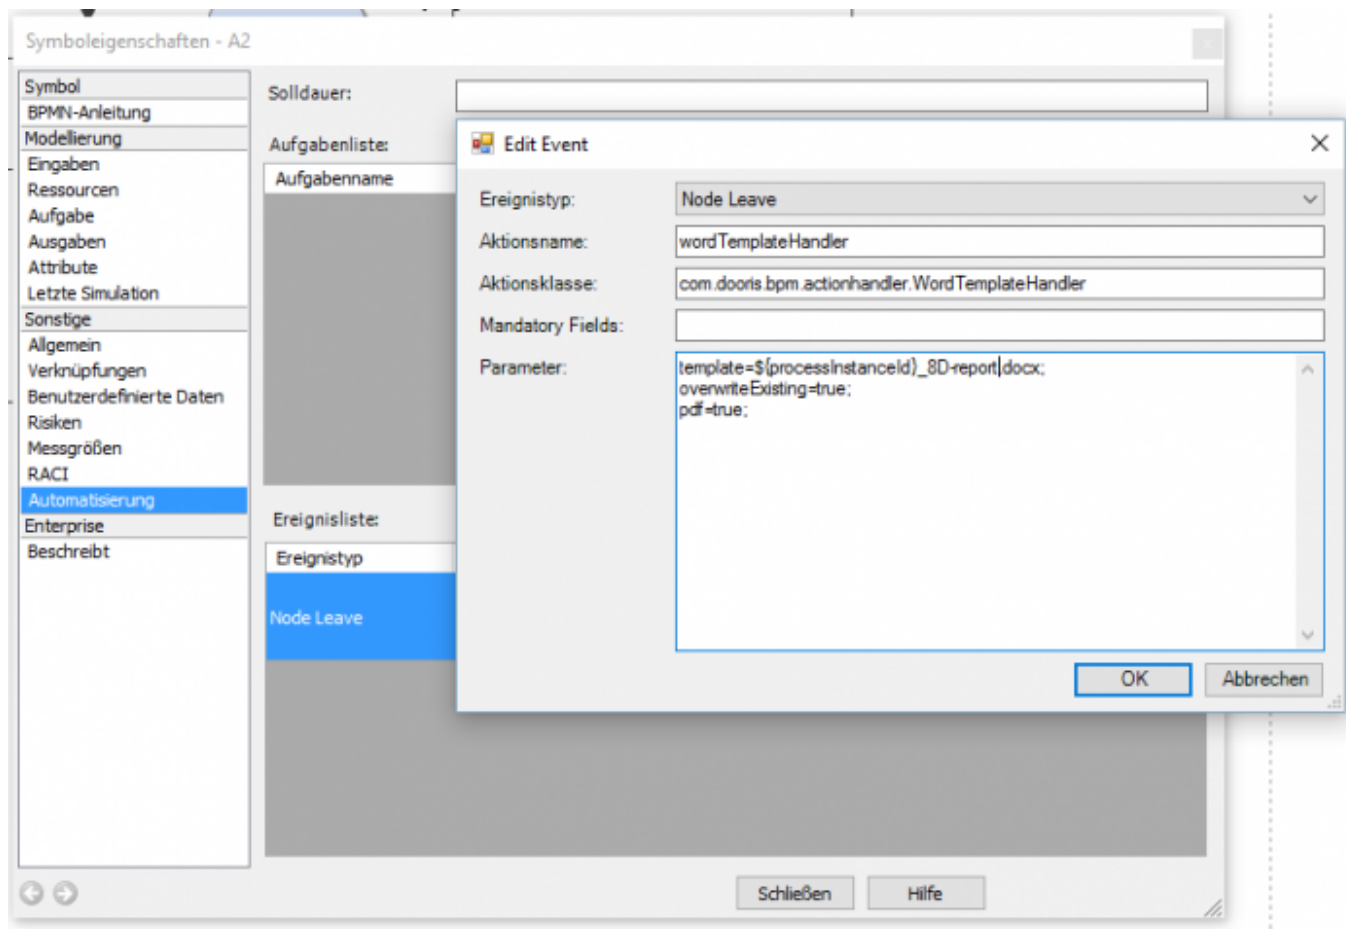 Symboleigenschaften - A2
Symbol
BPMN-Anleitung
Modellierung
Eingaben
Ressourcen
Aufgabe
Ausgaben
Attribute
Letzte Simulation
Sonstige
Allgemein
Verknüpfungen
Benutzerdefinierte Daten
Risiken
Messgrößen
RACI
Automatisierung
Enterprise
Beschreibt
Solldauer:
Aufgabenliste:
Aufgabenname
Ereignisliste:
Ereignistyp
Node Leave
Edit Event
Ereignistyp:
Node Leave
Aktionsname:
wordTemplateHandler
Aktionsklasse:
com.dooris.bpm.actionhandler.WordTemplateHandler
Mandatory Fields:
Parameter:
template=${processInstanceId}_8D-report.docx;
overwriteExisting=true;
pdf=true;
OK
Abbrechen
Schließen
Hilfe